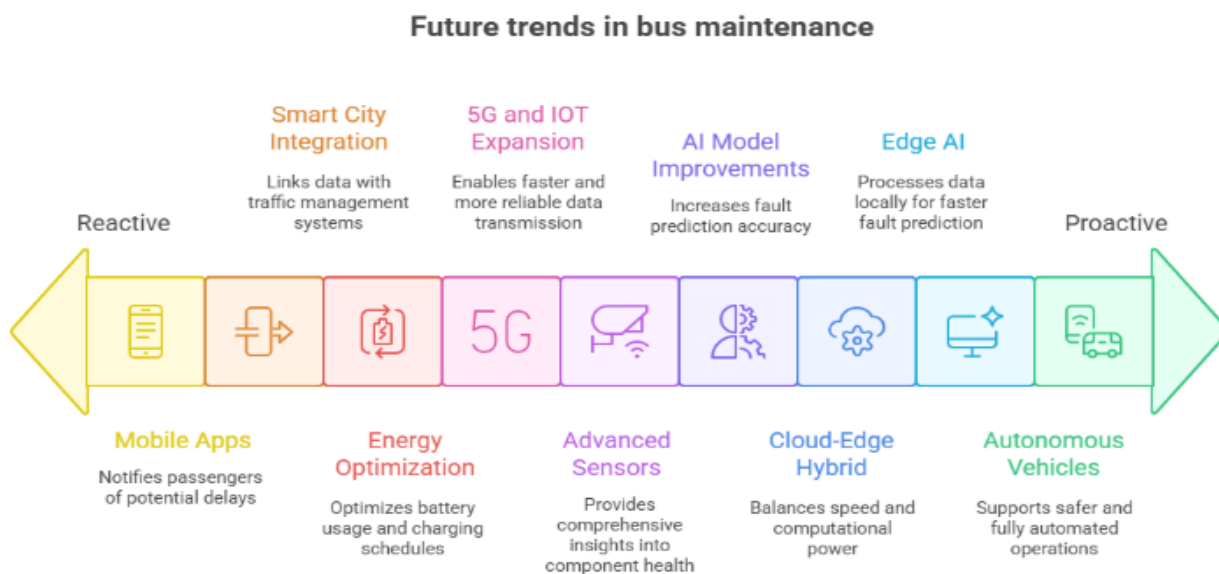 Future trends in bus maintenance
Smart City
Integration
Links data with
traffic management
systems
5G and IOT
Expansion
Enables faster and
more reliable data
transmission
AI Model
Improvements
Increases fault
prediction accuracy
Edge AI
Processes data
locally for faster
fault prediction
Reactive
Proactive
5G
Mobile Apps
Notifies passengers
of potential delays
Energy
Optimization
Optimizes battery
usage and charging
schedules
Advanced
Sensors
Provides
comprehensive
insights into
component health
Cloud-Edge
Hybrid
Balances speed and
computational
power
Autonomous
Vehicles
Supports safer and
fully automated
operations